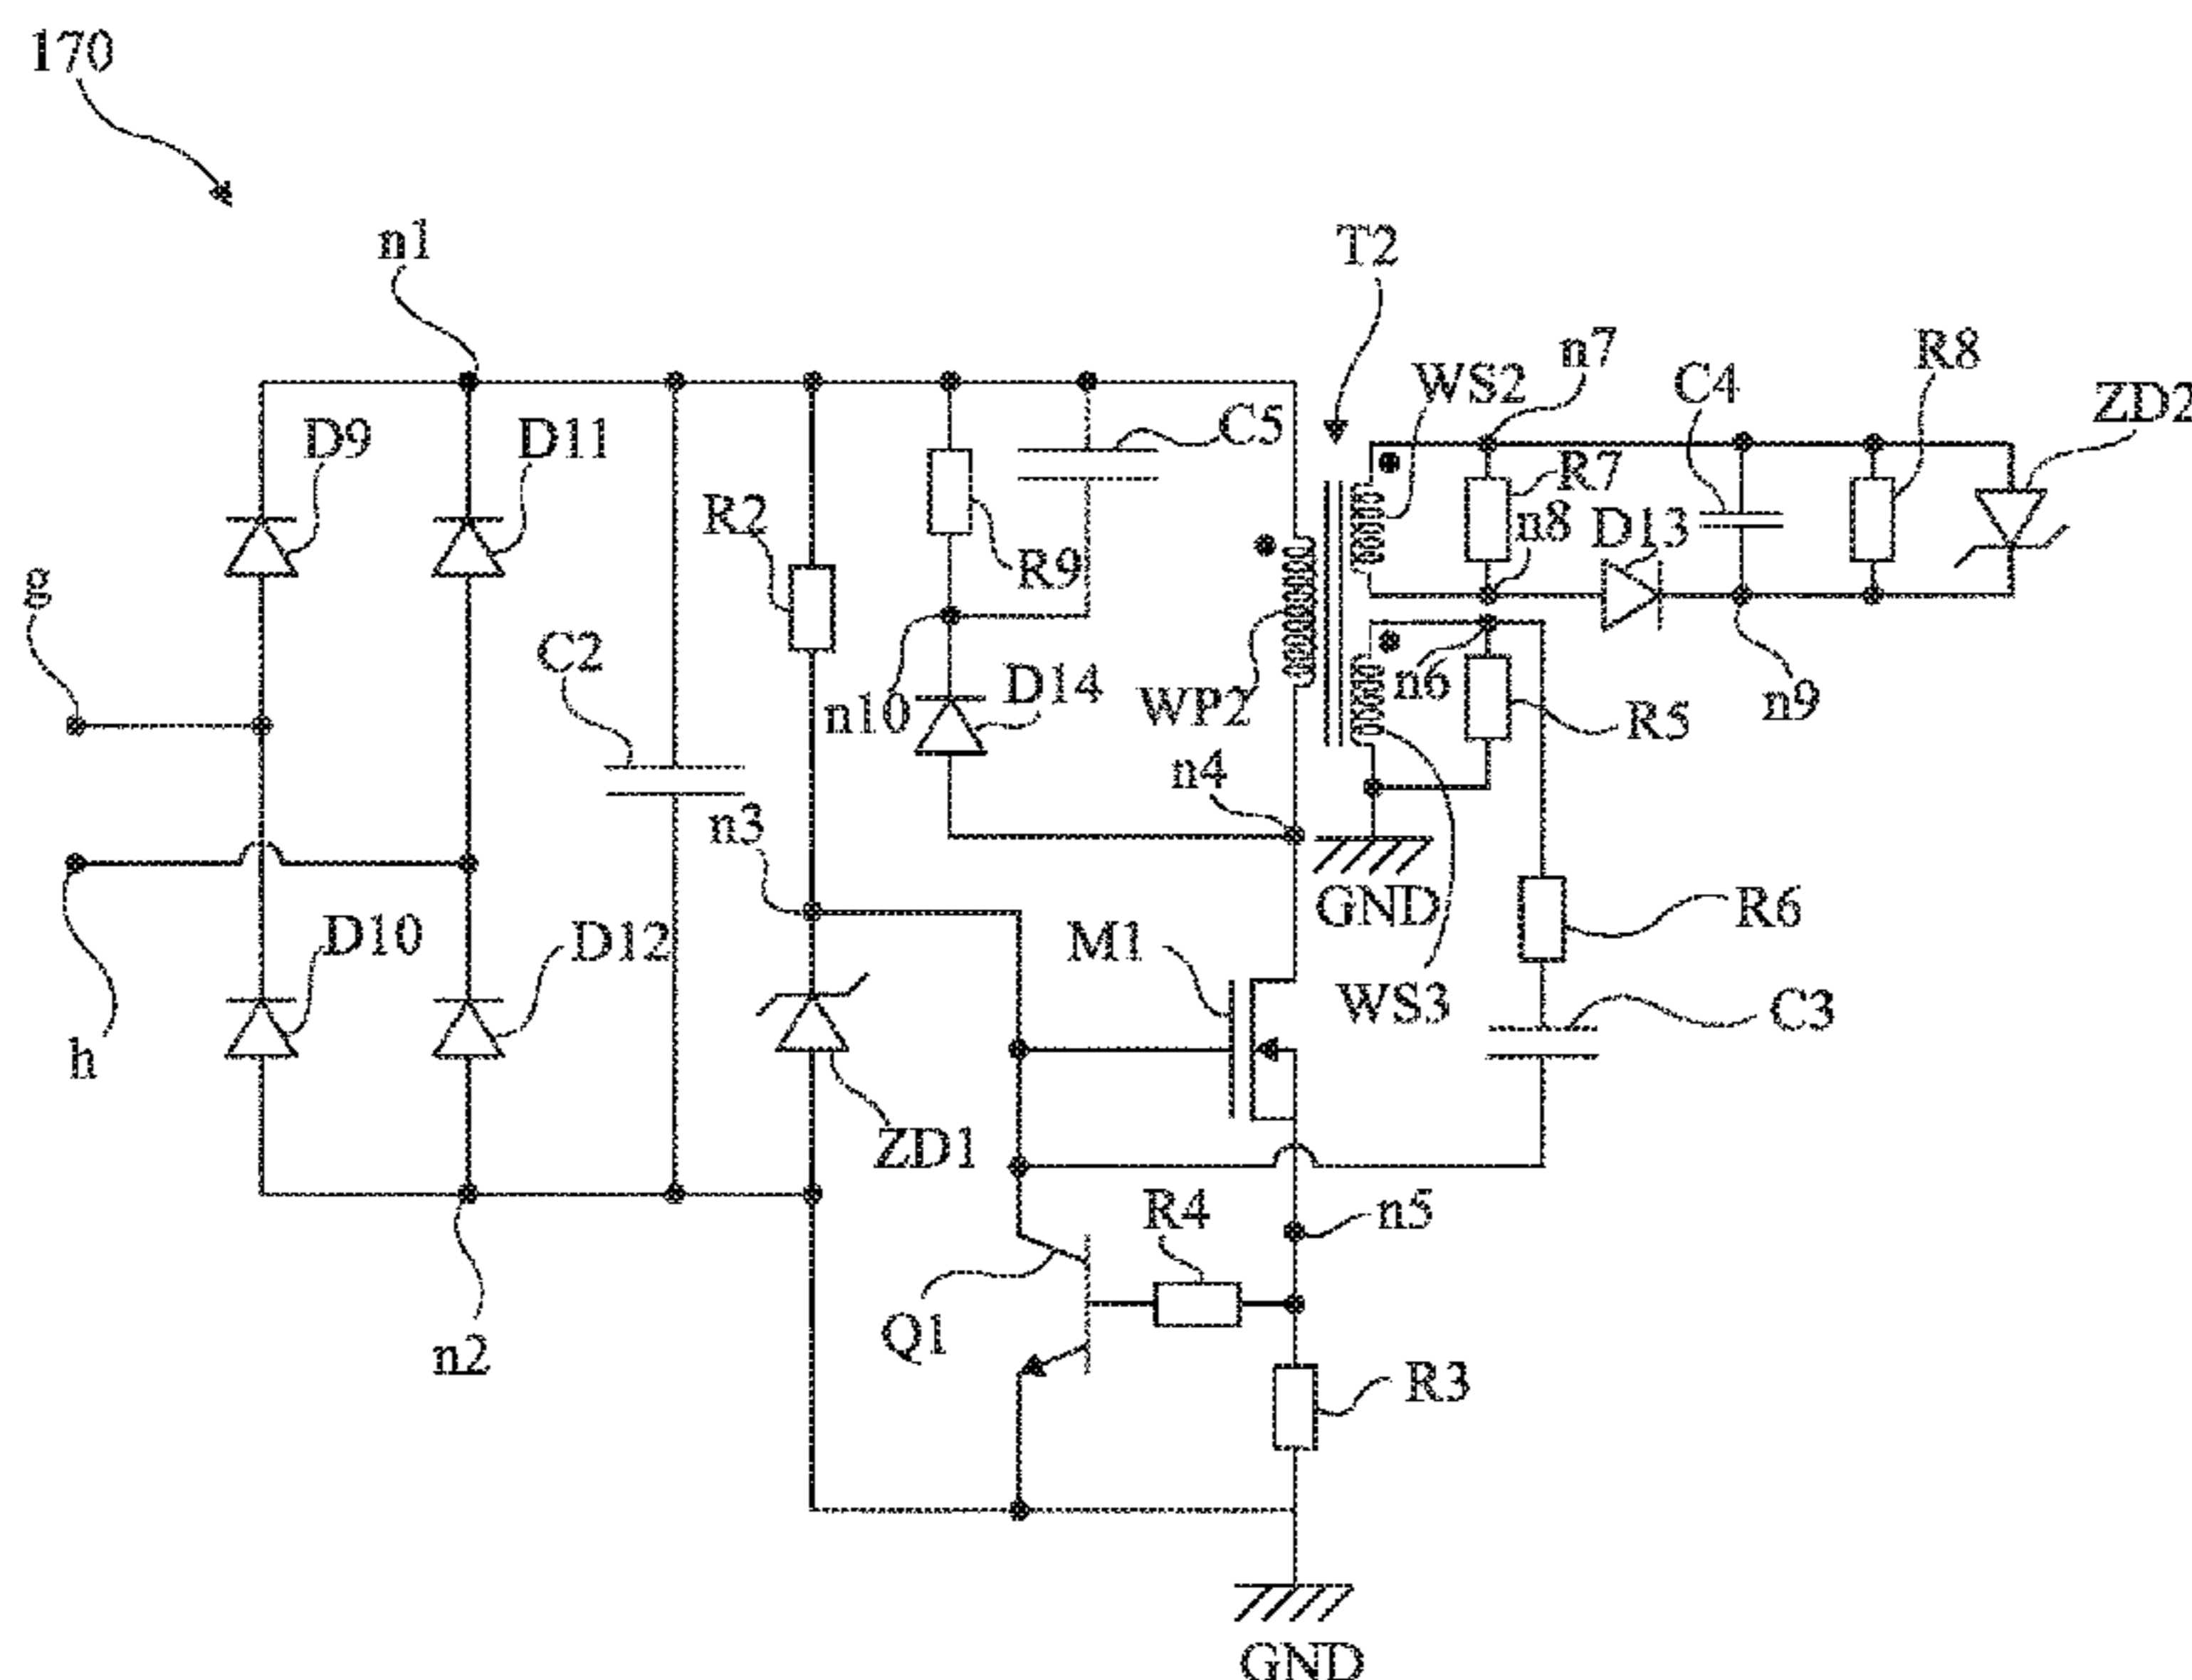 170
n1
T2
n7
R8
WS2
C4
ZD2
C5
D9
D11
R7
R2
n8
D13
R9
g
C2
n6
n9
D14
WP2
n10
R5
n4
n3
GND
R6
D10
D12
M1
WS3
C3
h
ZD1
R4
n5
Q1
n2
R3
GND